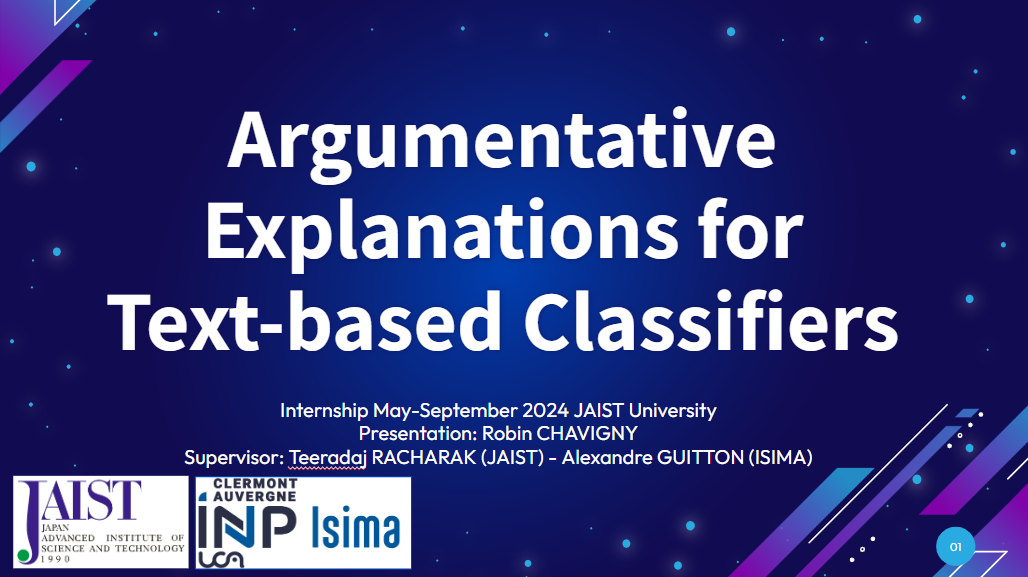 Argumentative
Explanations for
Text-based Classifiers
Internship May-September 2024 JAIST University
Presentation: Robin CHAVIGNY
Supervisor: Teeradaj RACHARAK (JAIST) - Alexandre GUITTON (ISIMA)
JAIST
JAPAN
ADVANCED INSTITUTE OF
SCIENCE AND TECHNOLOGY
1990
CLERMONT
AUVERGNE
INP
UCA
Isima
01